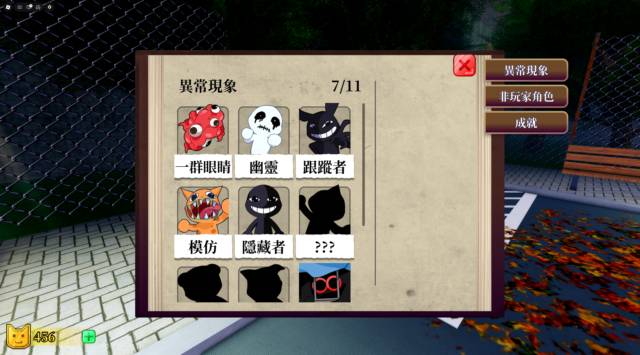 異常現象 7/11
一群眼睛 幽靈 跟蹤者
模仿 隱藏者 ???
異常現象
非玩家角色
成就
456